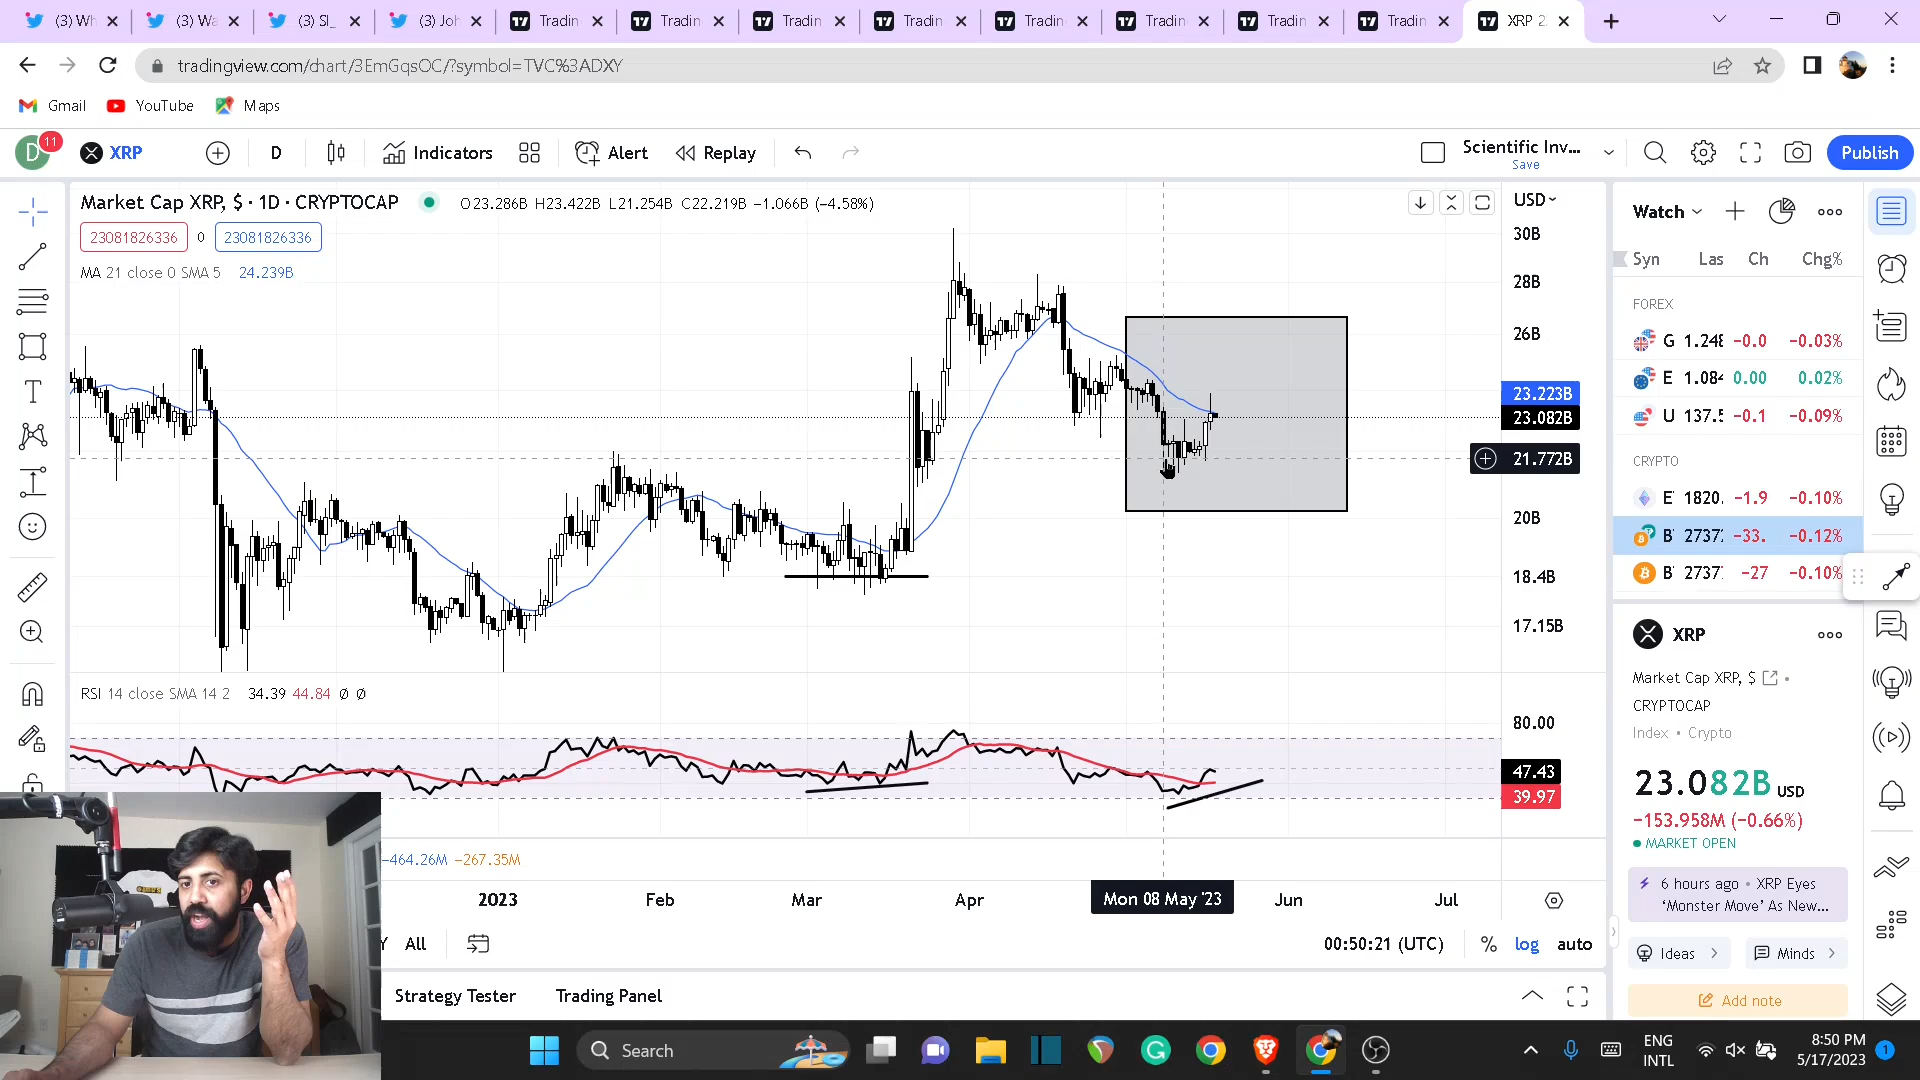 (3) Wh
(3) Wa
(3) SI_
(3) Joh
Tradin
Tradin
Tradin
Tradin
Tradin
Tradin
Tradin
Tradin
XRP 2
tradingview.com/chart/3EmGqsOC/?symbol=TVC%3ADXY
Gmail
YouTube
Maps
D
11
XRP
D
Indicators
Alert
Replay
Scientific Inv...
Save
Publish
Market Cap XRP, $ · 1D · CRYPTOCAP
O23.286B H23.422B L21.254B C22.219B −1.066B (−4.58%)
23081826336
0
23081826336
MA 21 close 0 SMA 5 24.239B
USD
30B
28B
26B
23.223B
23.082B
21.772B
20B
18.4B
17.15B
RSI 14 close SMA 14 2 34.39 44.84 Ø Ø
80.00
47.43
39.97
−464.26M −267.35M
2023
Feb
Mar
Apr
Mon 08 May '23
Jun
Jul
Y
All
00:50:21 (UTC)
%
log
auto
Strategy Tester
Trading Panel
Watch
Syn
Las
Ch
Chg%
FOREX
G 1.248 −0.0 −0.03%
E 1.084 0.00 0.02%
U 137.5 −0.1 −0.09%
CRYPTO
E 1820. −1.9 −0.10%
B 2737 −33. −0.12%
B 2737 −27 −0.10%
XRP
Market Cap XRP, $
CRYPTOCAP
Index • Crypto
23.082B USD
−153.958M (−0.66%)
MARKET OPEN
6 hours ago • XRP Eyes
'Monster Move' As New...
Ideas
Minds
Add note
Search
ENG
INTL
8:50 PM
5/17/2023
1